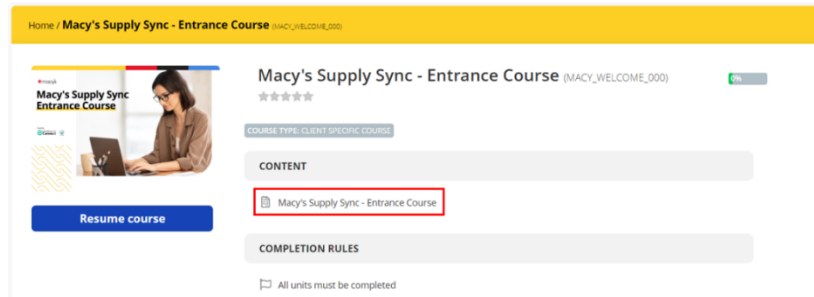 Home / Macy's Supply Sync - Entrance Course (MACY_WELCOME_000)
macys
Macy's Supply Sync
Entrance Course
Resume course
Macy's Supply Sync - Entrance Course (MACY_WELCOME_000)
0%
COURSE TYPE: CLIENT SPECIFIC COURSE
CONTENT
Macy's Supply Sync - Entrance Course
COMPLETION RULES
All units must be completed